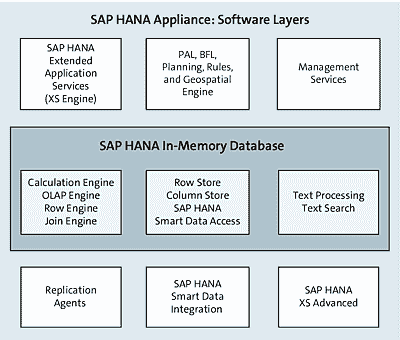 SAP HANA Appliance: Software Layers
SAP HANA
Extended
Application
Services
(XS Engine)
PAL, BFL,
Planning, Rules,
and Geospatial
Engine
Management
Services
SAP HANA In-Memory Database
Calculation Engine
OLAP Engine
Row Engine
Join Engine
Row Store
Column Store
SAP HANA
Smart Data Access
Text Processing
Text Search
Replication
Agents
SAP HANA
Smart Data
Integration
SAP HANA
XS Advanced